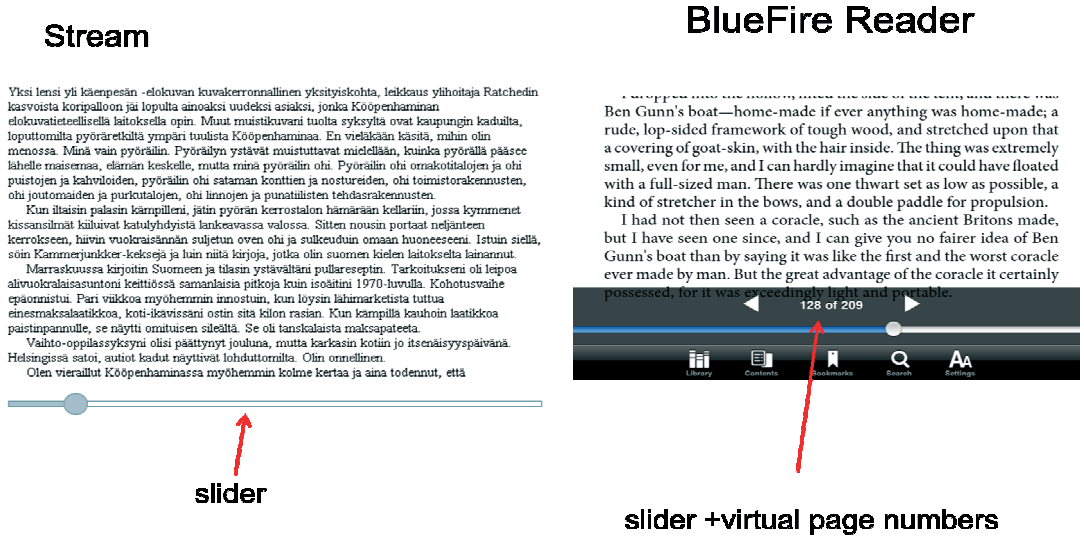 Stream
Yksi lensi yli käenpesän -elokuvan kuvakerronnallinen yksityiskohta, leikkaus ylihoitaja Ratchedin
kasvoista koripalloon jäi lopulta ainoaksi uudeksi asiaksi, jonka Kööpenhaminan
elokuvatieteellisellä laitoksella opin. Muut muistikuvani tuolta syksyltä ovat kaupungin kaduilta,
loputtomilta pyöräretkiltä ympäri tuulista Kööpenhaminaa. En vieläkään käsitä, mihin olin
menossa. Minä vain pyöräilin. Pyöräilyn ystävät muistuttavat mielellään, kuinka pyörällä pääsee
lähelle maisemaa, elämän keskelle, mutta minä pyöräilin ohi. Pyöräilin ohi omakotitalojen ja ohi
puistojen ja kahviloiden, pyöräilin ohi sataman konttien ja nostureiden, ohi toimistorakennusten,
ohi joutomaiden ja purkutalojen, ohi linnojen ja punatiilisten tehdasrakennusten.
Kun iltaisin palasin kämpilleni, jätin pyörän kerrostalon hämärään kellariin, jossa kymmenet
kissansilmät kiiluivat katulyhdyistä lankeavassa valossa. Sitten nousin portaat neljänteen
kerrokseen, hiivin vuokraisännän suljetun oven ohi ja sulkeuduin omaan huoneeseeni. Istuin siellä,
söin Kammerjunkker-keksejä ja luin niitä kirjoja, jotka olin suomen kielen laitokselta lainannut.
Marraskuussa kirjoitin Suomeen ja tilasin ystävältäni pullareseptin. Tarkoitukseni oli leipoa
alivuokralaisasuntoni keittiössä samanlaisia pitkoja kuin isoäitini 1970-luvulla. Kohotusvaihe
epäonnistui. Pari viikkoa myöhemmin innostuin, kun löysin lähimarketista tuttua
einesmaksalaatikkoa, koti-ikävissäni ostin sitä kilon rasian. Kun kämpillä kauhoin laatikkoa
paistinpannulle, se näytti omituisen sileältä. Se oli tanskalaista maksapateeta.
Vaihto-oppilassyksyni olisi päättynyt jouluna, mutta karkasin kotiin jo itsenäisyyspäivänä.
Helsingissä satoi, autiot kadut näyttivät lohduttomilta. Olin onnellinen.
Olen vieraillut Kööpenhaminassa myöhemmin kolme kertaa ja aina todennut, että
slider
BlueFire Reader
I dropped into the hollow, lifted the side of the tent, and there was
Ben Gunn's boat—home-made if ever anything was home-made; a
rude, lop-sided framework of tough wood, and stretched upon that
a covering of goat-skin, with the hair inside. The thing was extremely
small, even for me, and I can hardly imagine that it could have floated
with a full-sized man. There was one thwart set as low as possible, a
kind of stretcher in the bows, and a double paddle for propulsion.
I had not then seen a coracle, such as the ancient Britons made,
but I have seen one since, and I can give you no fairer idea of Ben
Gunn's boat than by saying it was like the first and the worst coracle
ever made by man. But the great advantage of the coracle it certainly
possessed, for it was exceedingly light and portable.
128 of 209
Library Contents Bookmarks Search Settings
slider +virtual page numbers